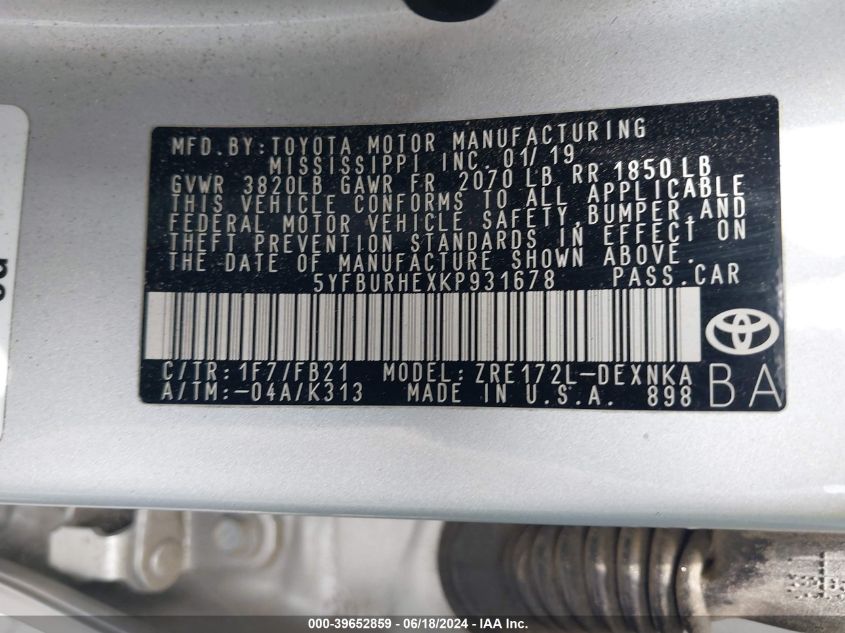 MFD.BY:TOYOTA MOTOR MANUFACTURING
MISSISSIPPI INC. 01/19
GVWR 3820LB GAWR FR 2070 LB RR 1850LB
THIS VEHICLE CONFORMS TO ALL APPLICABLE
FEDERAL MOTOR VEHICLE SAFETY,BUMPER,AND
THEFT PREVENTION STANDARDS IN EFFECT ON
THE DATE OF MANUFACTURE SHOWN ABOVE.
5YFBURHEXKP931678 PASS.CAR
C/TR:1F7/FB21 MODEL:ZRE172L-DEXNKA
A/TM:-04A/K313 MADE IN U.S.A. 898
BA
000-39652859 - 06/18/2024 - IAAI.com